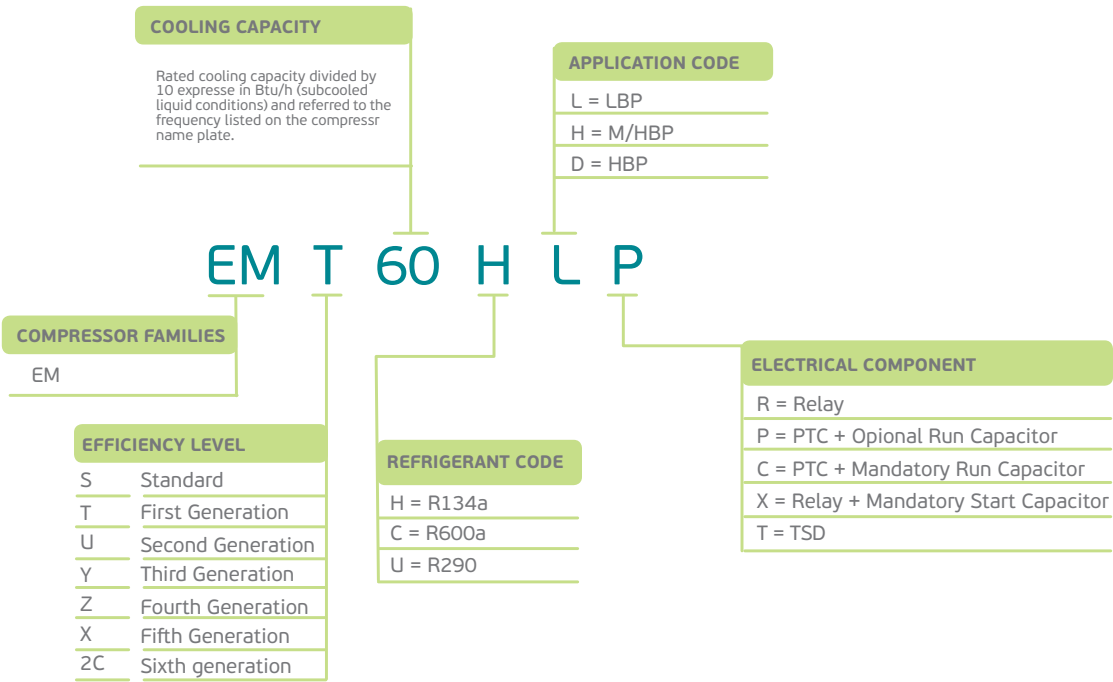 COOLING CAPACITY
Rated cooling capacity divided by
10 expresse in Btu/h (subcooled
liquid conditions) and referred to the
frequency listed on the compressr
name plate.
APPLICATION CODE
L = LBP
H = M/HBP
D = HBP
EM T 60 H L P
COMPRESSOR FAMILIES
EM
EFFICIENCY LEVEL
S Standard
T First Generation
U Second Generation
Y Third Generation
Z Fourth Generation
X Fifth Generation
2C Sixth generation
REFRIGERANT CODE
H = R134a
C = R600a
U = R290
ELECTRICAL COMPONENT
R = Relay
P = PTC + Opional Run Capacitor
C = PTC + Mandatory Run Capacitor
X = Relay + Mandatory Start Capacitor
T = TSD